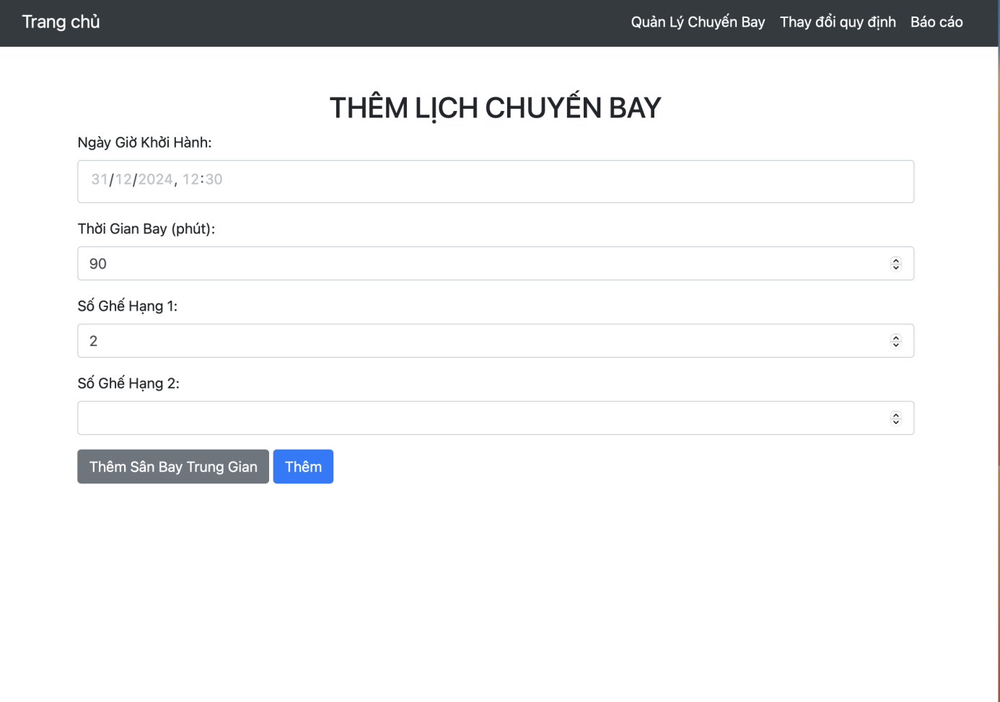 Trang chủ Quản Lý Chuyến Bay Thay đổi quy định Báo cáo
THÊM LỊCH CHUYẾN BAY
Ngày Giờ Khởi Hành:
31/12/2024, 12:30
Thời Gian Bay (phút):
90
Số Ghế Hạng 1:
2
Số Ghế Hạng 2:
Thêm Sân Bay Trung Gian Thêm